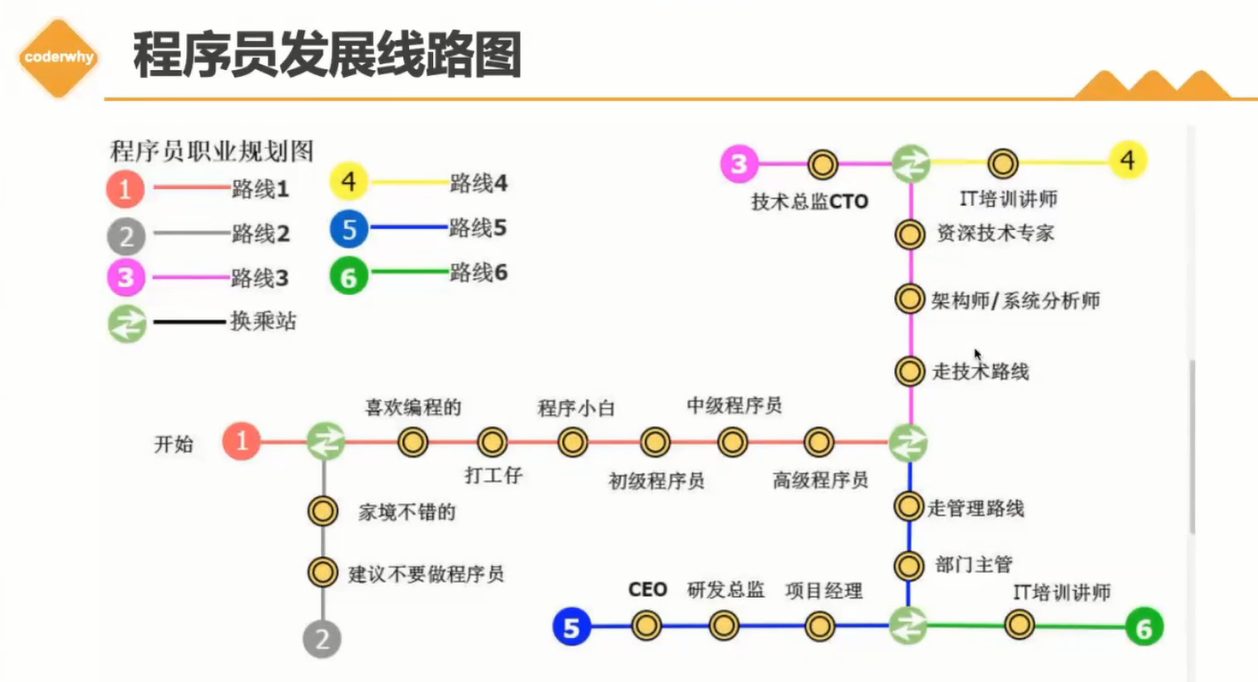 coderwhy
程序员发展线路图
程序员职业规划图
1 路线1
2 路线2
3 路线3
换乘站
4 路线4
5 路线5
6 路线6
3
4
技术总监CTO
IT培训讲师
资深技术专家
架构师/系统分析师
走技术路线
喜欢编程的
程序小白
中级程序员
开始
1
打工仔
初级程序员
高级程序员
家境不错的
走管理路线
建议不要做程序员
部门主管
CEO
研发总监
项目经理
IT培训讲师
2
5
6